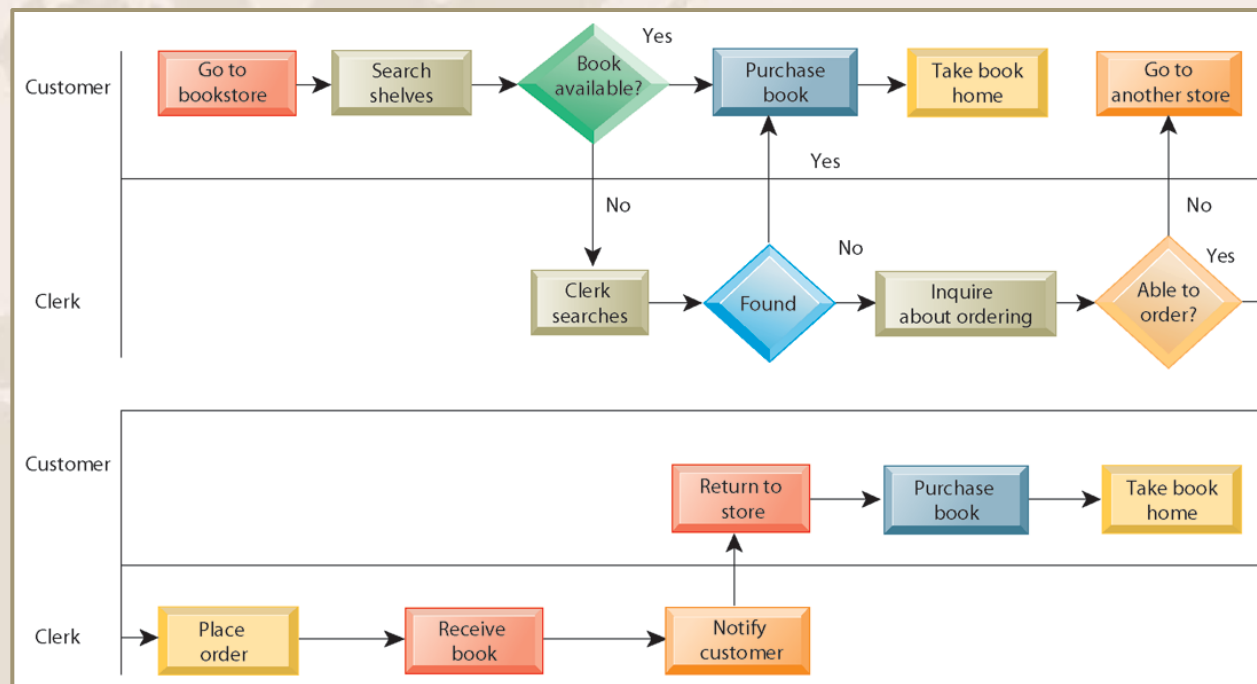 Customer
Go to
bookstore
Search
shelves
Book
available?
Yes
Purchase
book
Take book
home
Go to
another store
No
Yes
No
No
Yes
Clerk
Clerk
searches
Found
Inquire
about ordering
Able to
order?
Customer
Return to
store
Purchase
book
Take book
home
Clerk
Place
order
Receive
book
Notify
customer